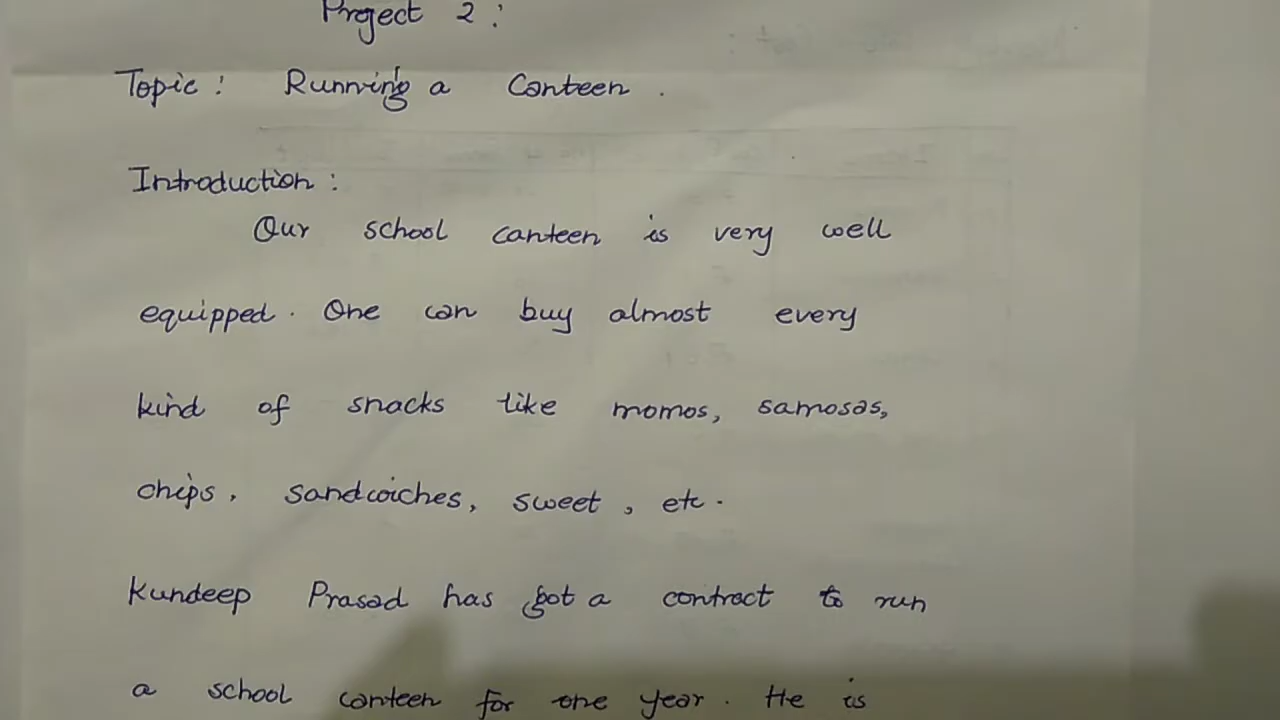 Project 2:
Topic: Running a Canteen.
Introduction:
Our school canteen is very well
equipped. One can buy almost every
kind of snacks like momos, samosas,
chips, sandwiches, sweet, etc.
Kundeep Prasad has got a contract to run
a school canteen for one year. He is